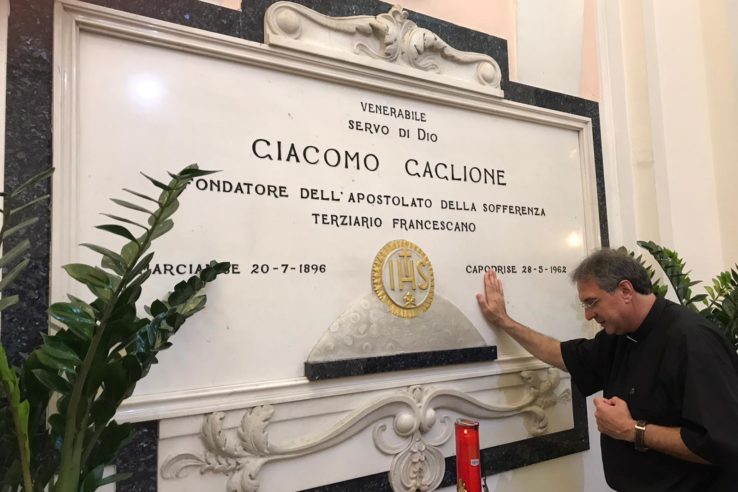 VENERABILE
SERVO DI DIO
GIACOMO GAGLIONE
FONDATORE DELL'APOSTOLATO DELLA SOFFERENZA
TERZIARIO FRANCESCANO
20-7-1896 CAPODRISE 28-5-1962
IHS